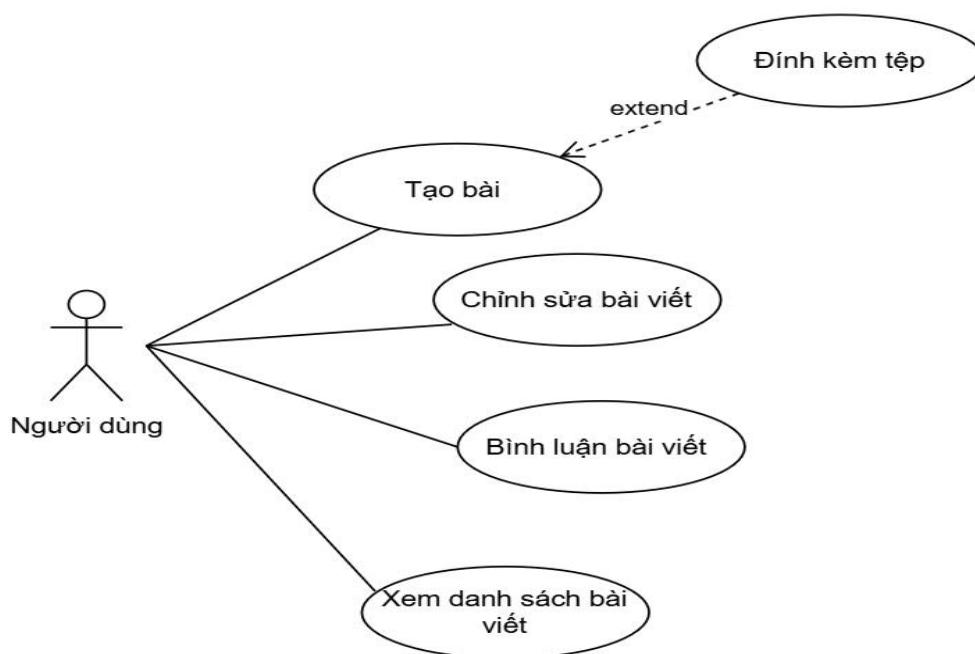 Đính kèm tệp
extend
Tạo bài
Chỉnh sửa bài viết
Người dùng
Bình luận bài viết
Xem danh sách bài
viết